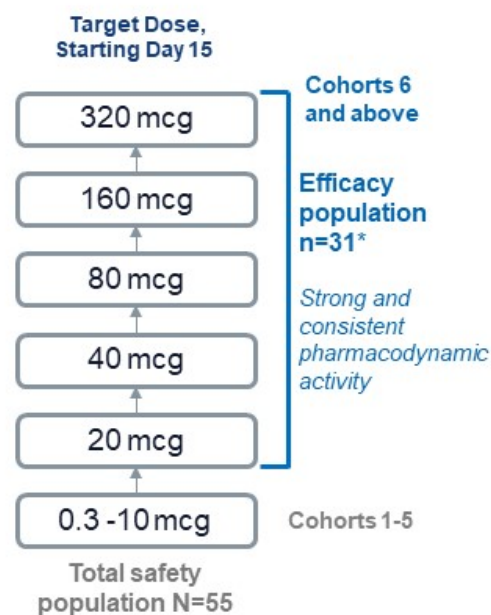 Target Dose,
Starting Day 15
320 mcg
160 mcg
80 mcg
40 mcg
20 mcg
0.3 -10 mcg
Total safety
population N=55
Cohorts 6
and above
Efficacy
population
n=31*
Strong and
consistent
pharmacodynamic
activity
Cohorts 1-5